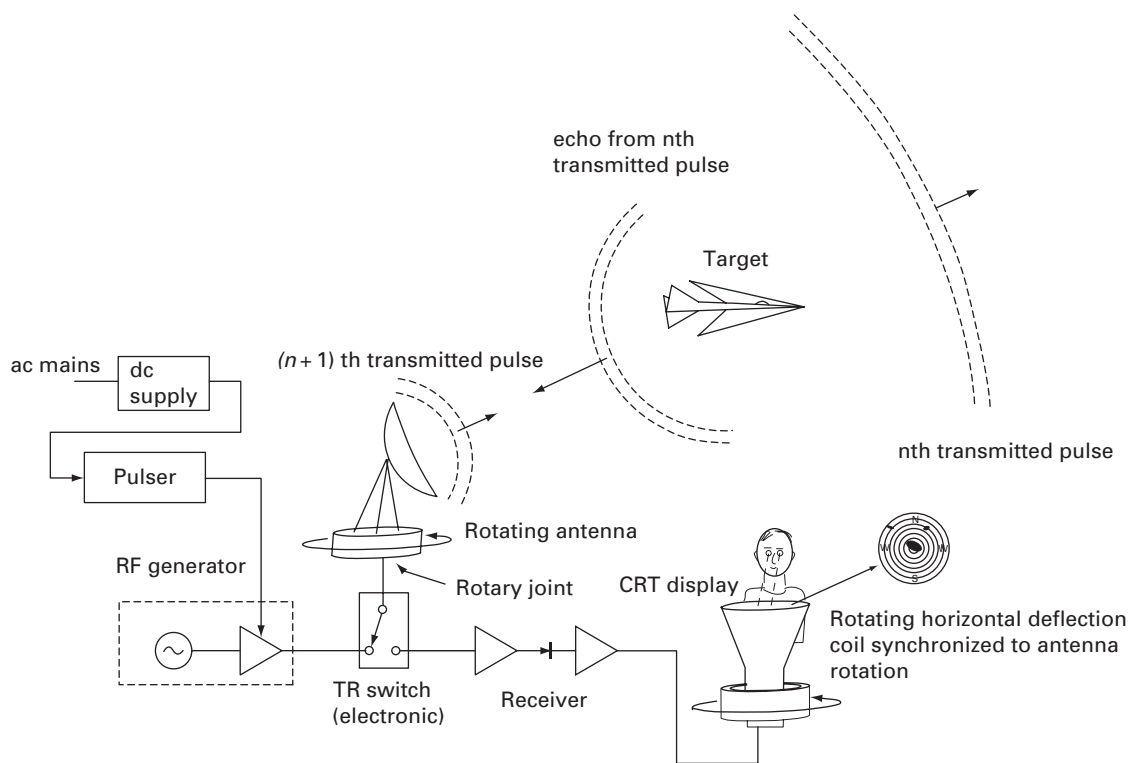 echo from nth
transmitted pulse
Target
(n + 1) th transmitted pulse
ac mains
dc
supply
nth transmitted pulse
Pulser
Rotating antenna
RF generator
Rotary joint
CRT display
N
W
W
S
Rotating horizontal deflection
coil synchronized to antenna
rotation
TR switch
(electronic)
Receiver